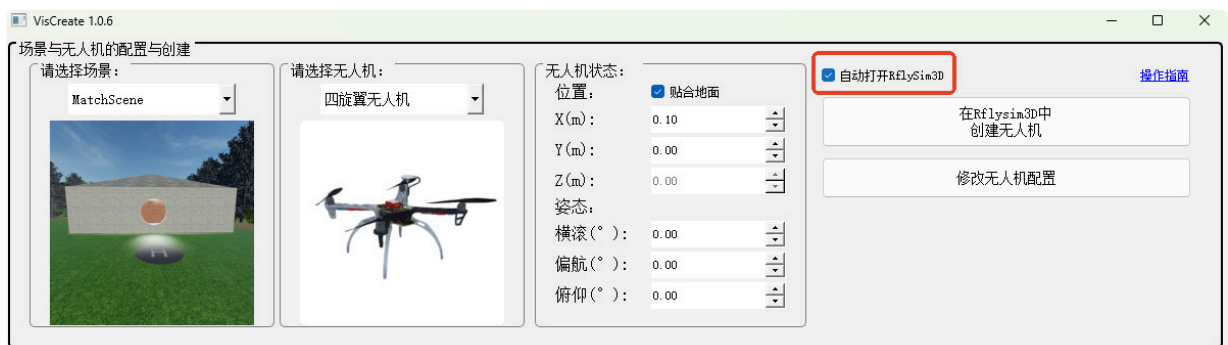 VisCreate 1.0.6
场景与无人机的配置与创建
请选择场景：
MatchScene
请选择无人机：
四旋翼无人机
无人机状态：
位置： 贴合地面
X(m)： 0.10
Y(m)： 0.00
Z(m)： 0.00
姿态：
横滚(°)： 0.00
偏航(°)： 0.00
俯仰(°)： 0.00
自动打开RflySim3D
操作指南
在Rflysim3D中
创建无人机
修改无人机配置